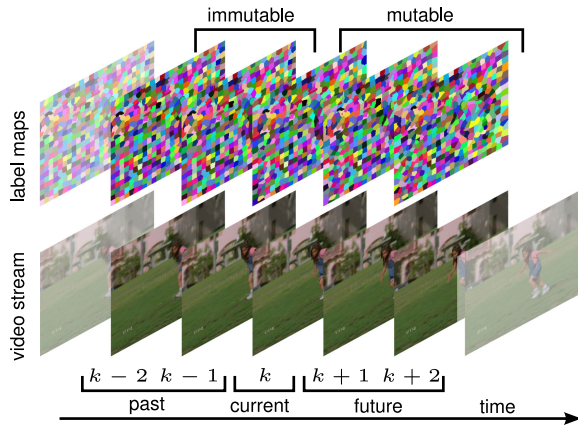 immutable mutable
label maps
video stream
k − 2 k − 1 k k + 1 k + 2
past current future time